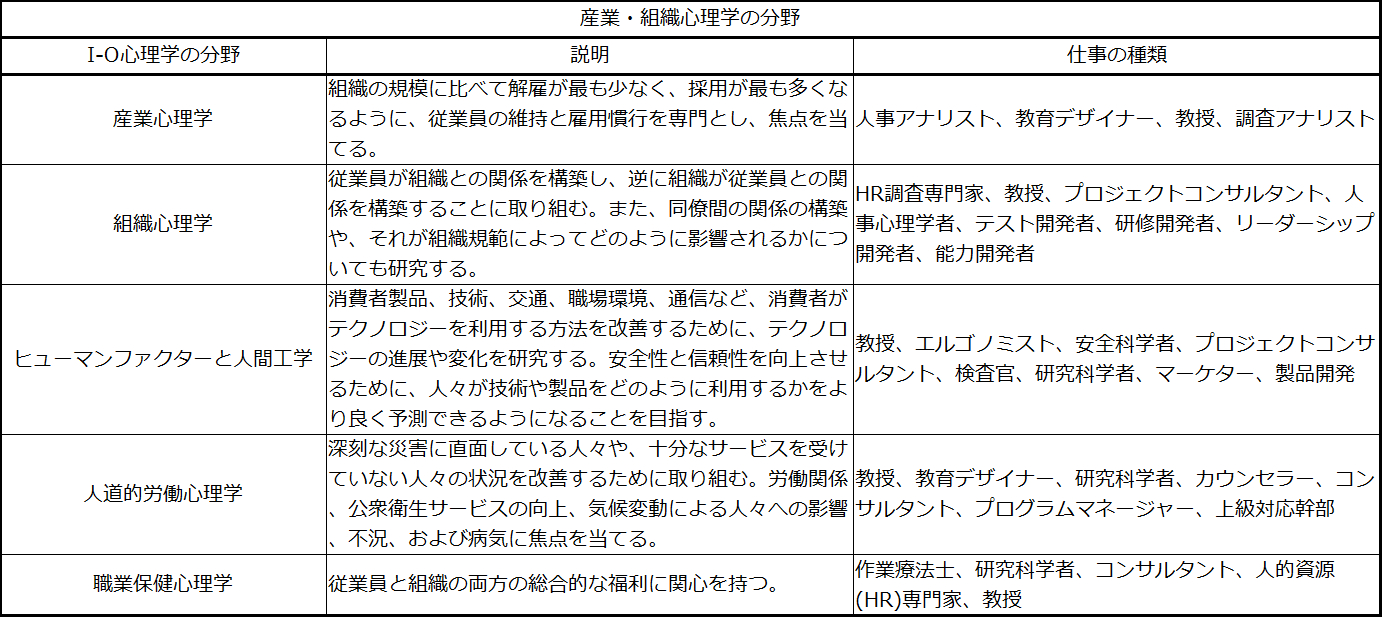 産業・組織心理学の分野
I-O心理学の分野
説明
仕事の種類
産業心理学
組織の規模に比べて解雇が最も少なく、採用が最も多くな
るように、従業員の維持と雇用慣行を専門とし、焦点を当
てる。
人事アナリスト、教育デザイナー、教授、調査アナリスト
組織心理学
従業員が組織との関係を構築し、逆に組織が従業員との関
係を構築することに取り組む。また、同僚間の関係の構築
や、それが組織規範によってどのように影響されるかにつ
いても研究する。
HR調査専門家、教授、プロジェクトコンサルタント、人
事心理学者、テスト開発者、研修開発者、リーダーシップ
開発者、能力開発者
ヒューマンファクターと人間工学
消費者製品、技術、交通、職場環境、通信など、消費者が
テクノロジーを利用する方法を改善するために、テクノロ
ジーの進展や変化を研究する。安全性と信頼性を向上させ
るために、人々が技術や製品をどのように利用するかをよ
り良く予測できるようになることを目指す。
教授、エルゴノミスト、安全科学者、プロジェクトコンサ
ルタント、検査官、研究科学者、マーケター、製品開発
人道的労働心理学
深刻な災害に直面している人々や、十分なサービスを受け
ていない人々の状況を改善するために取り組む。労働関係
、公衆衛生サービスの向上、気候変動による人々への影響
、不況、および病気に焦点を当てる。
教授、教育デザイナー、研究科学者、カウンセラー、コン
サルタント、プログラムマネージャー、上級対応幹部
職業保健心理学
従業員と組織の両方の総合的な福利に関心を持つ。
作業療法士、研究科学者、コンサルタント、人的資源
(HR)専門家、教授